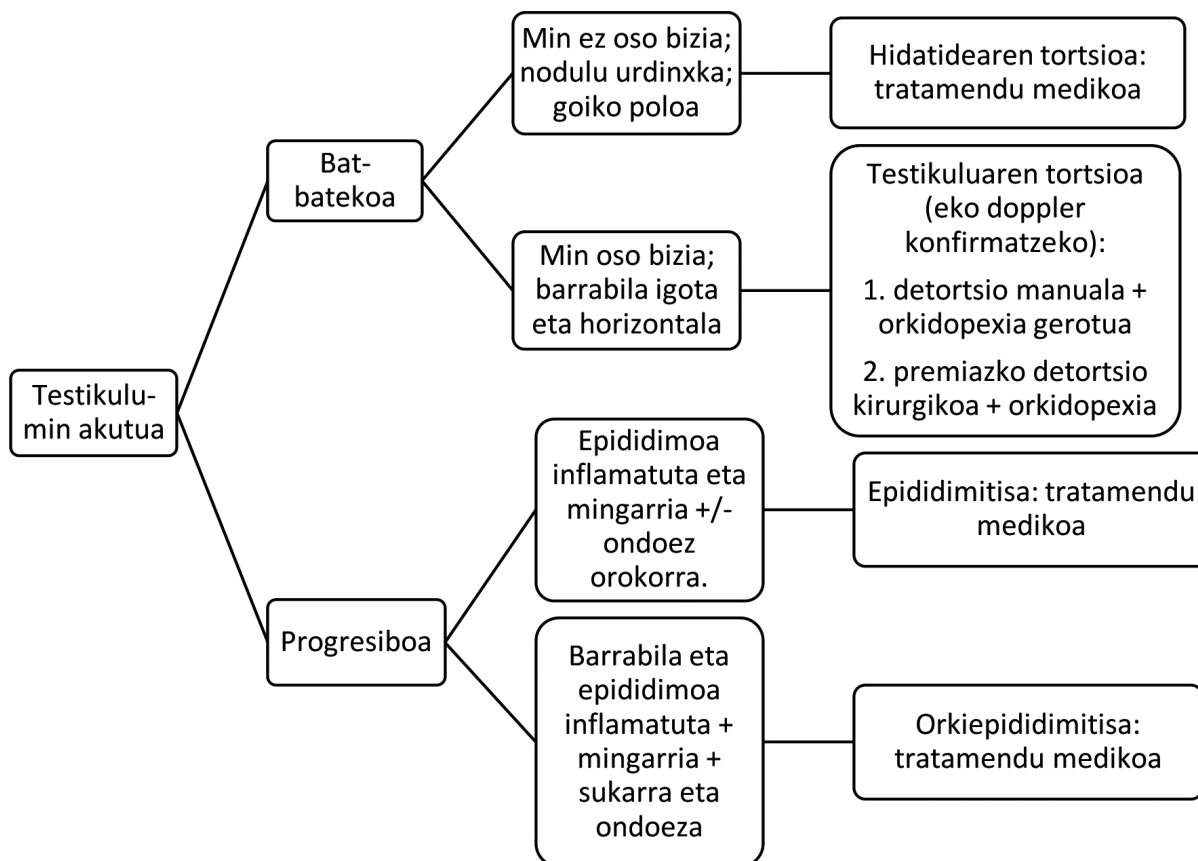 Testikulu-
min akutua
Bat-
batekoa
Min ez oso bizia;
nodulu urdinxka;
goiko poloa
Hidatidearen tortsioa:
tratamendu medikoa
Min oso bizia;
barrabila igota
eta horizontala
Testikuluaren tortsioa
(eko doppler
konfirmatzeko):
1. detortsio manuala +
orkidopexia gerotua
2. premiazko detortsio
kirurgikoa + orkidopexia
Progresiboa
Epididimoa
inflamatuta eta
mingarria +/-
ondoez
orokorra.
Epididimitisa: tratamendu
medikoa
Barrabila eta
epididimoa
inflamatuta +
mingarria +
sukarra eta
ondoeza
Orkiepididimitisa:
tratamendu medikoa